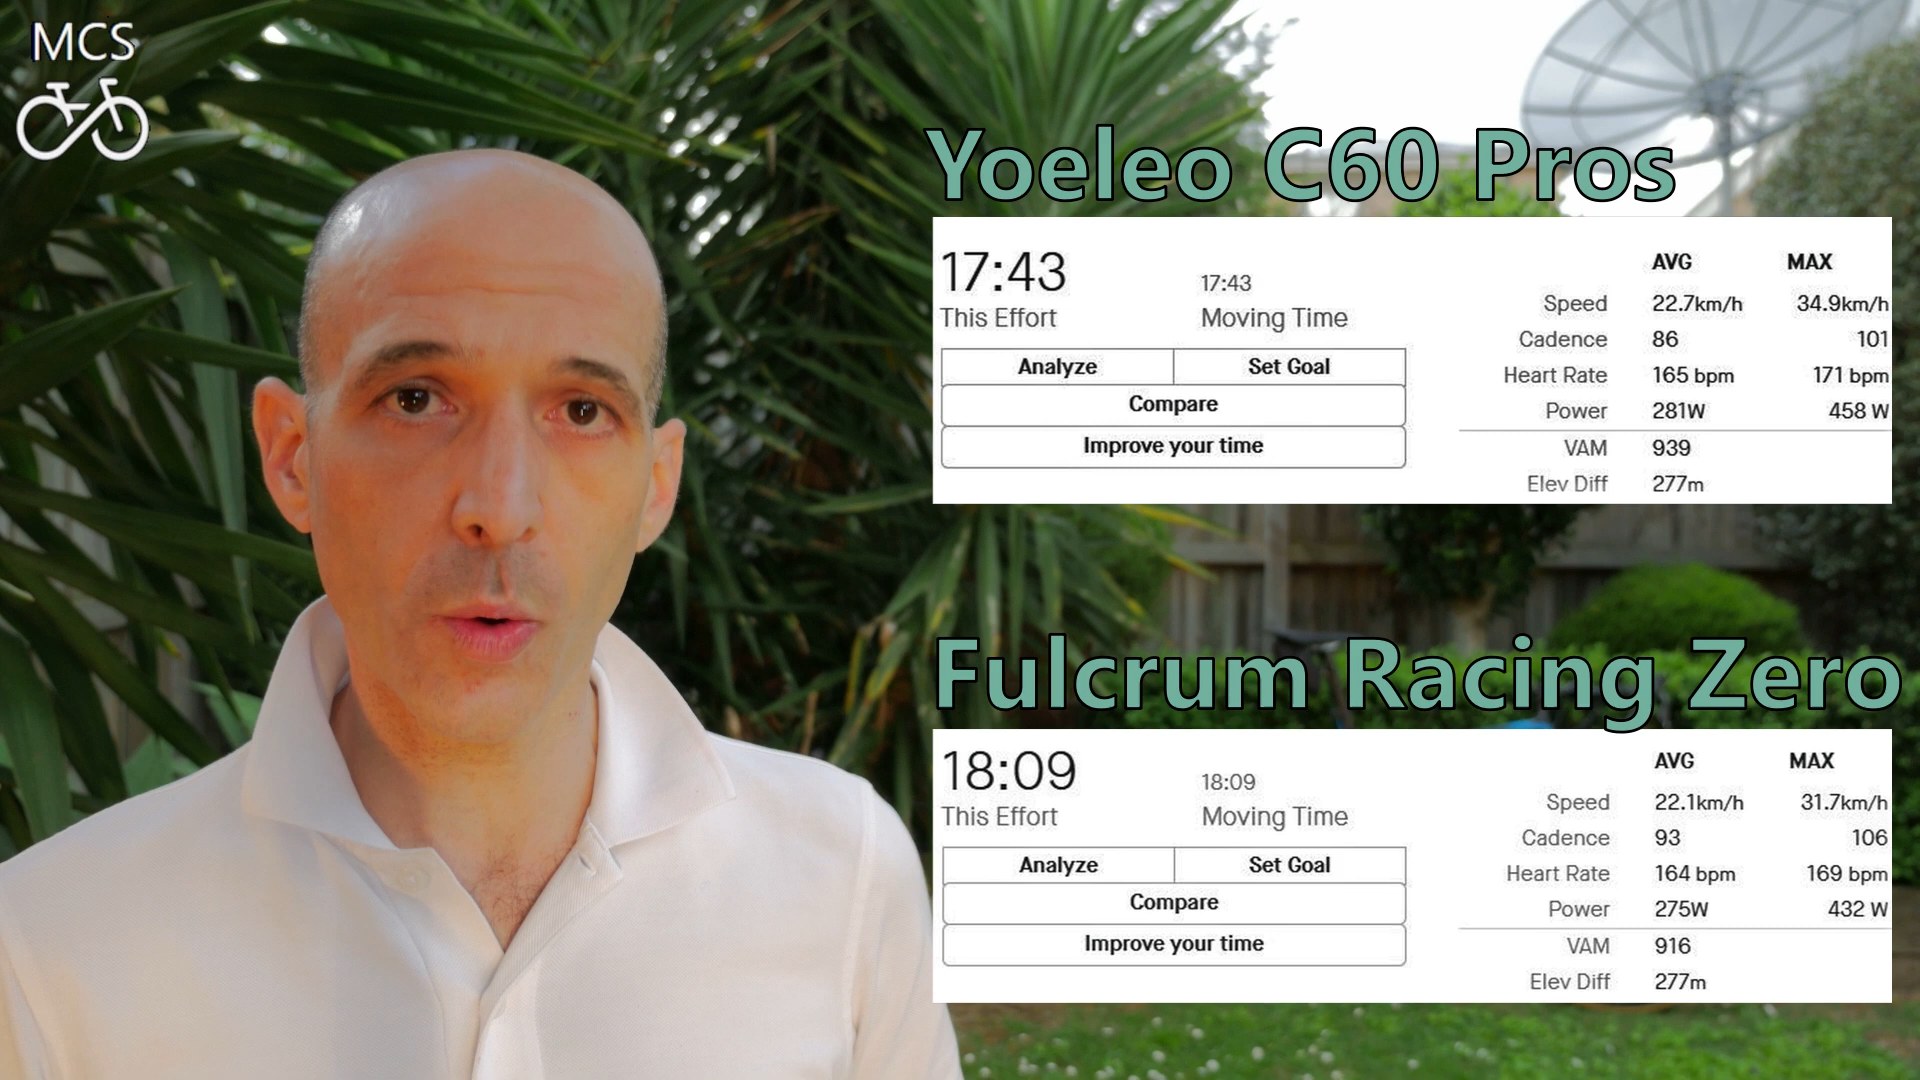 MCS
Yoeleo C60 Pros
17:43
This Effort
17:43
Moving Time
Analyze
Set Goal
Compare
Improve your time
AVG MAX
Speed 22.7km/h 34.9km/h
Cadence 86 101
Heart Rate 165 bpm 171 bpm
Power 281W 458 W
VAM 939
Elev Diff 277m
Fulcrum Racing Zero
18:09
This Effort
18:09
Moving Time
Analyze
Set Goal
Compare
Improve your time
AVG MAX
Speed 22.1km/h 31.7km/h
Cadence 93 106
Heart Rate 164 bpm 169 bpm
Power 275W 432 W
VAM 916
Elev Diff 277m